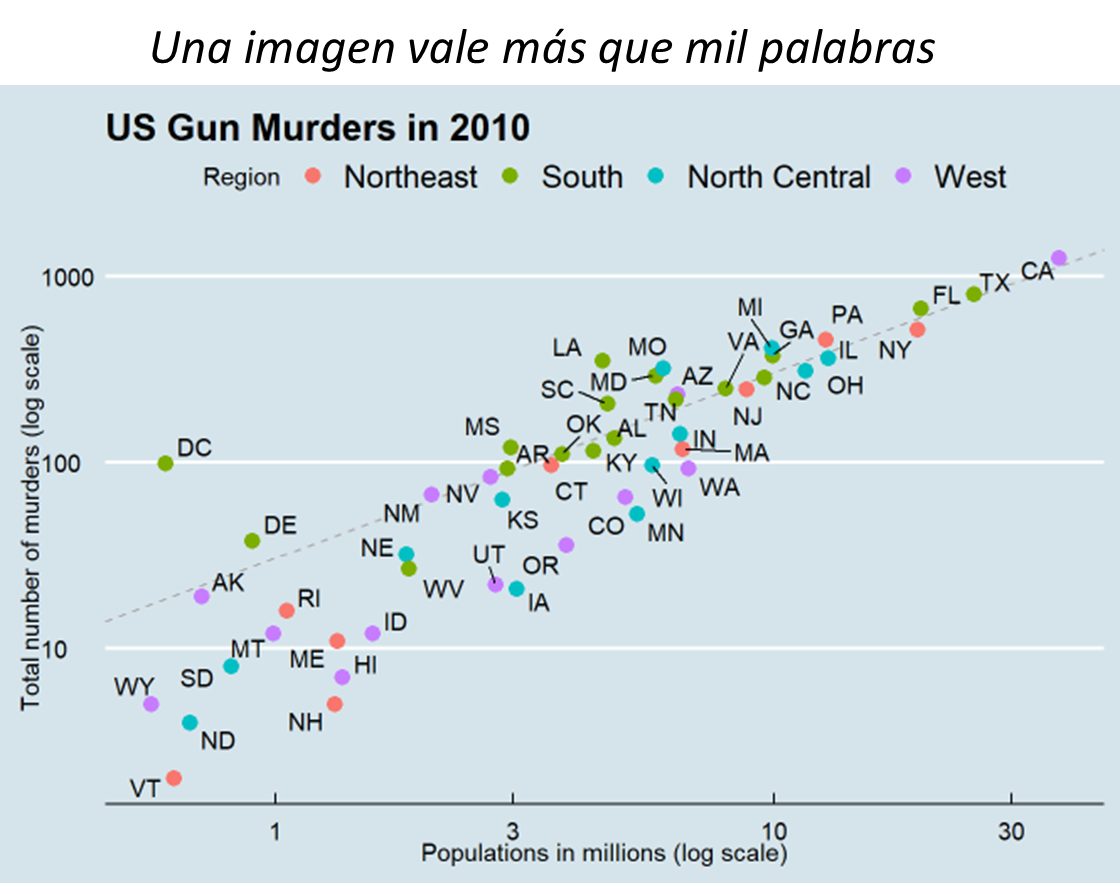 Una imagen vale más que mil palabras
US Gun Murders in 2010
Region Northeast South North Central West
Total number of murders (log scale)
1000
100
10
CA
TX
FL
MI
PA
GA
VA
IL
NY
LA
MO
AZ
MD
OH
NC
SC
TN
NJ
MS
OK
AL
IN
DC
AR
KY
MA
CT
WI
WA
NM
NV
KS
CO
MN
DE
NE
UT
OR
AK
WV
IA
RI
ID
MT
ME
HI
SD
WY
NH
ND
VT
1 3 10 30
Populations in millions (log scale)